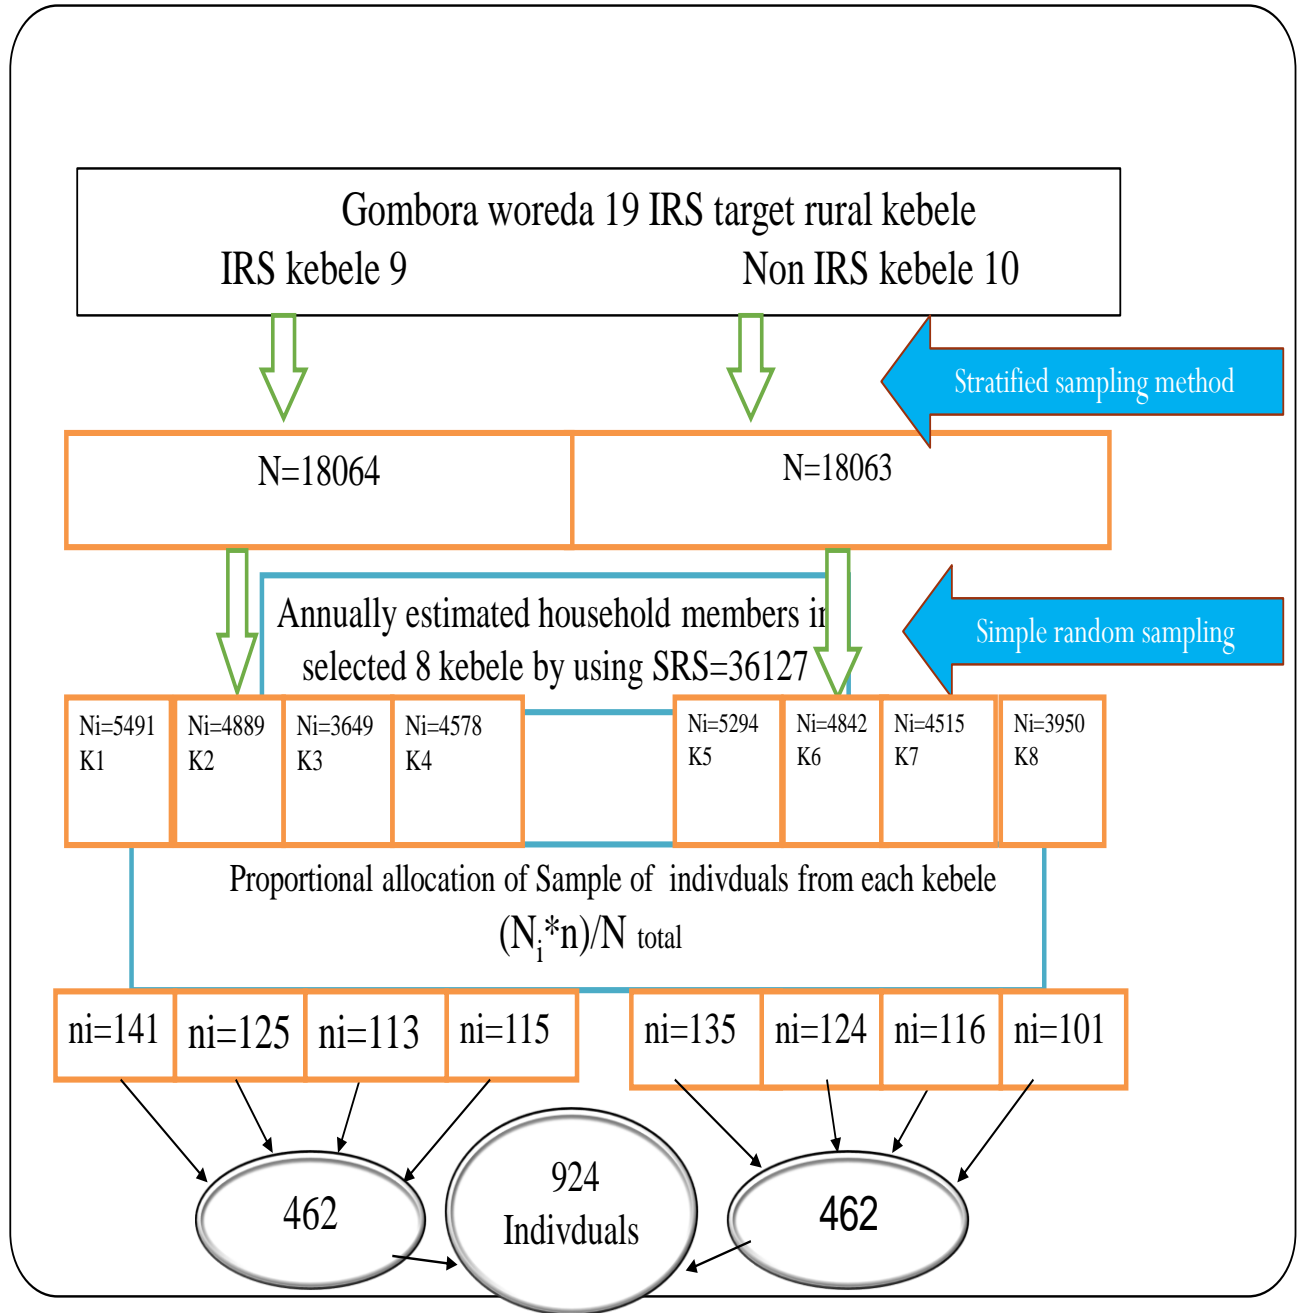 Gombora woreda 19 IRS target rural kebele
IRS kebele 9
Non IRS kebele 10
Stratified sampling method
N=18064
N=18063
Annually estimated household members in
selected 8 kebele by using SRS=36127
Simple random sampling
Ni=5491
K1
Ni=4889
K2
Ni=3649
K3
Ni=4578
K4
Ni=5294
K5
Ni=4842
K6
Ni=4515
K7
Ni=3950
K8
Proportional allocation of Sample of indivduals from each kebele
(Ni*n)/N total
ni=141
ni=125
ni=113
ni=115
ni=135
ni=124
ni=116
ni=101
462
924
Indivduals
462